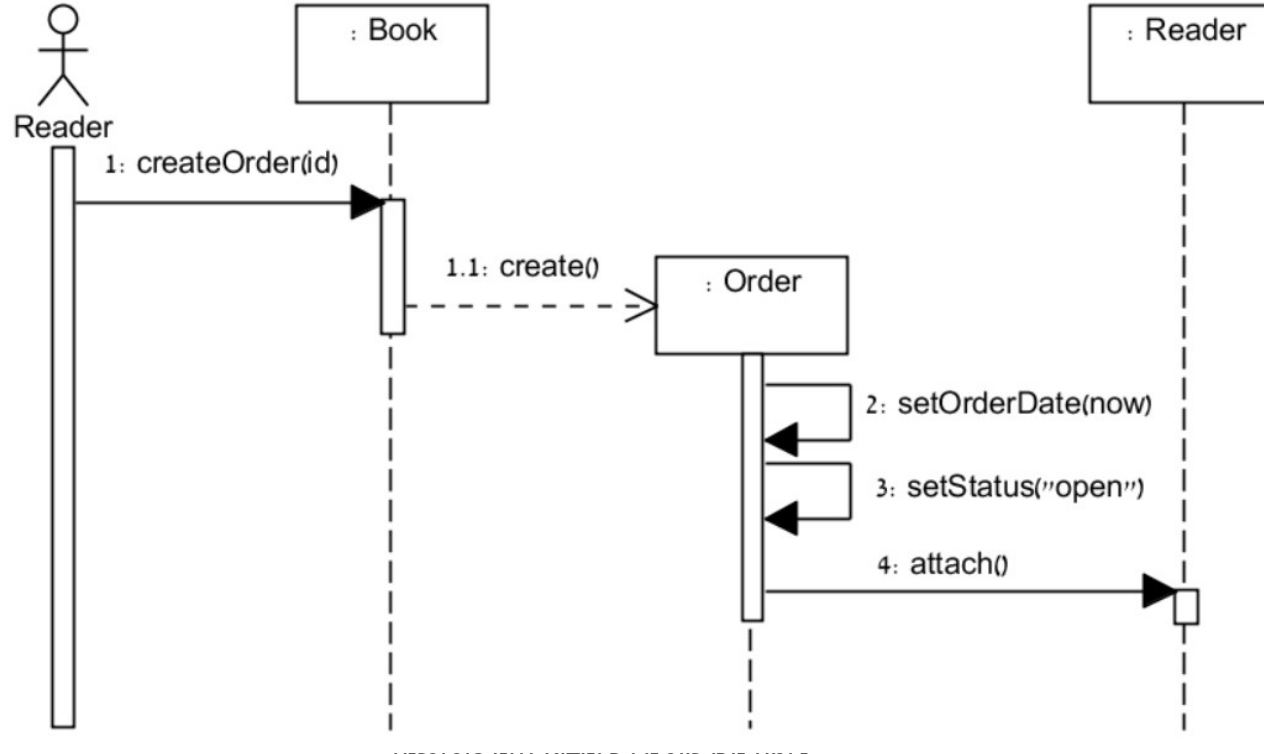 : Book
: Reader
Reader
1: createOrder(id)
1.1: create()
: Order
2: setOrderDate(now)
3: setStatus("open")
4: attach()